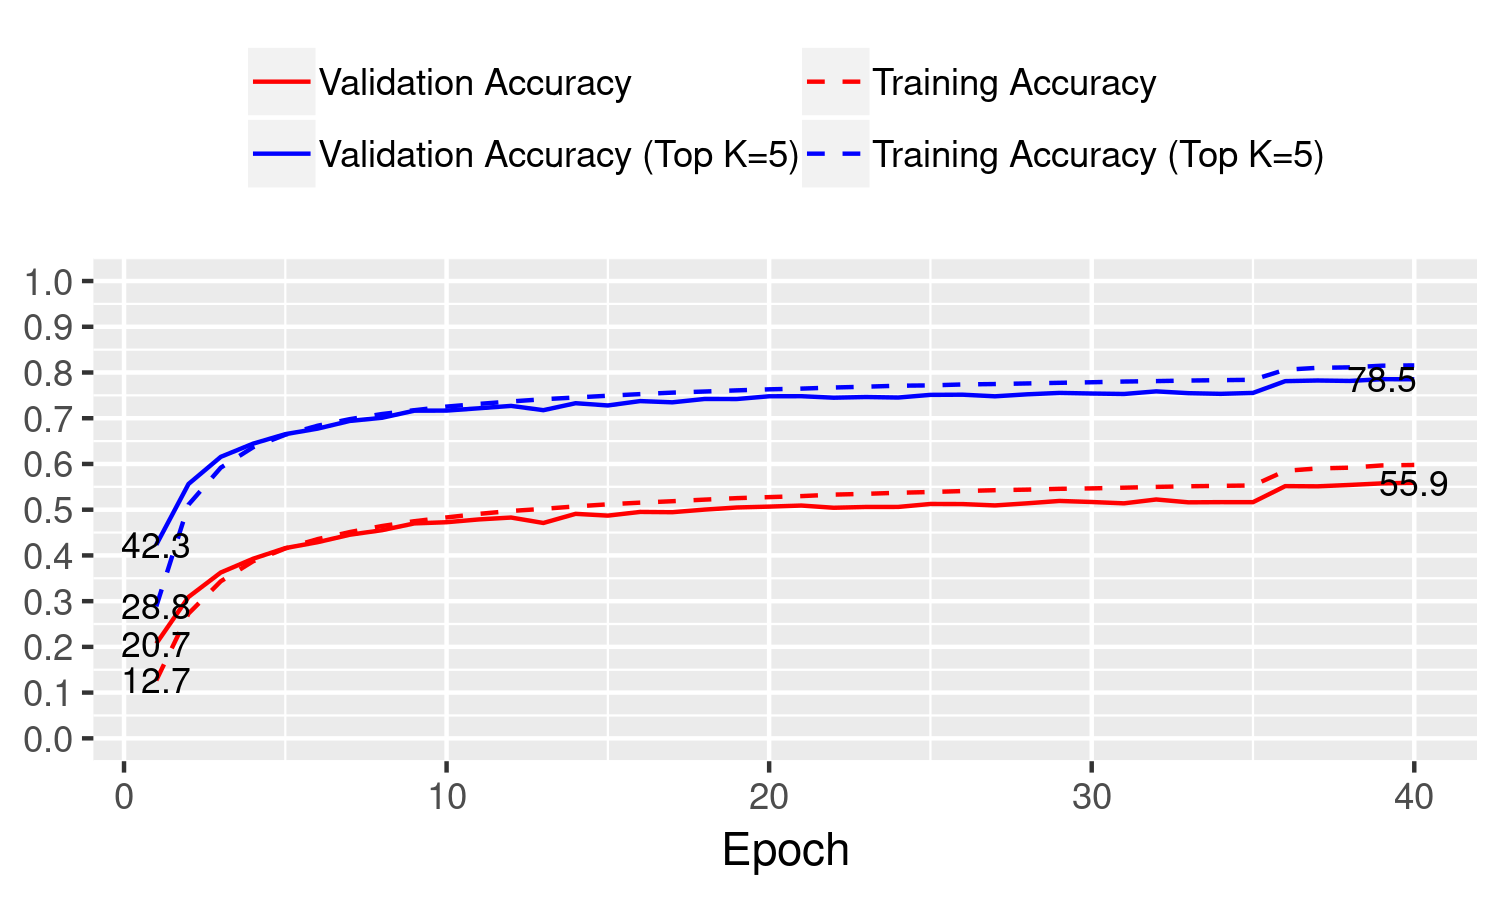 Validation Accuracy
Training Accuracy
Validation Accuracy (Top K=5)
Training Accuracy (Top K=5)
1.0
0.9
0.8
78.5
0.7
0.6
55.9
0.5
0.4
42.3
0.3
28.8
0.2
20.7
12.7
0.1
0.0
0 10 20 30 40
Epoch